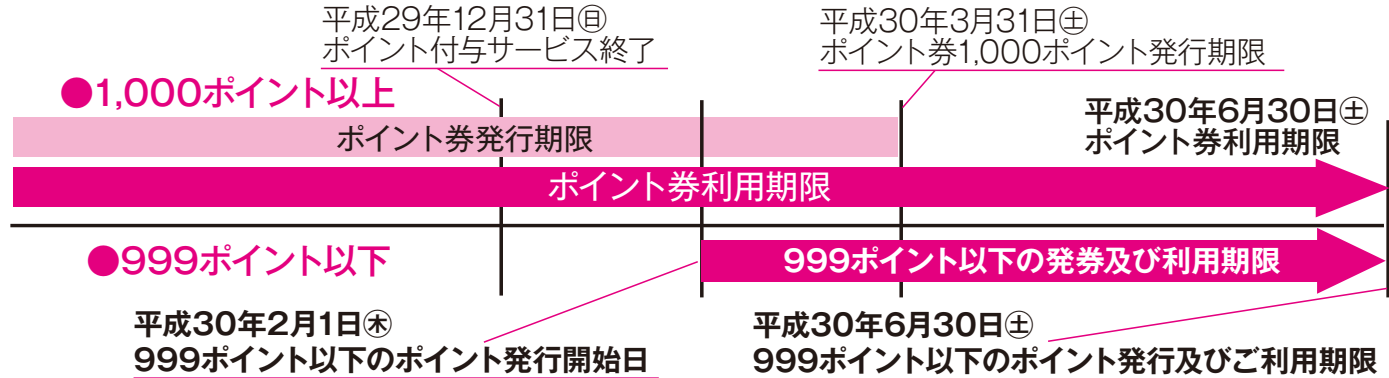 平成29年12月31日㊐
ポイント付与サービス終了
平成30年3月31日㊏
ポイント券1,000ポイント発行期限
●1,000ポイント以上
平成30年6月30日㊏
ポイント券利用期限
ポイント券発行期限
ポイント券利用期限
●999ポイント以下
999ポイント以下の発券及び利用期限
平成30年2月1日㊍
999ポイント以下のポイント発行開始日
平成30年6月30日㊏
999ポイント以下のポイント発行及びご利用期限